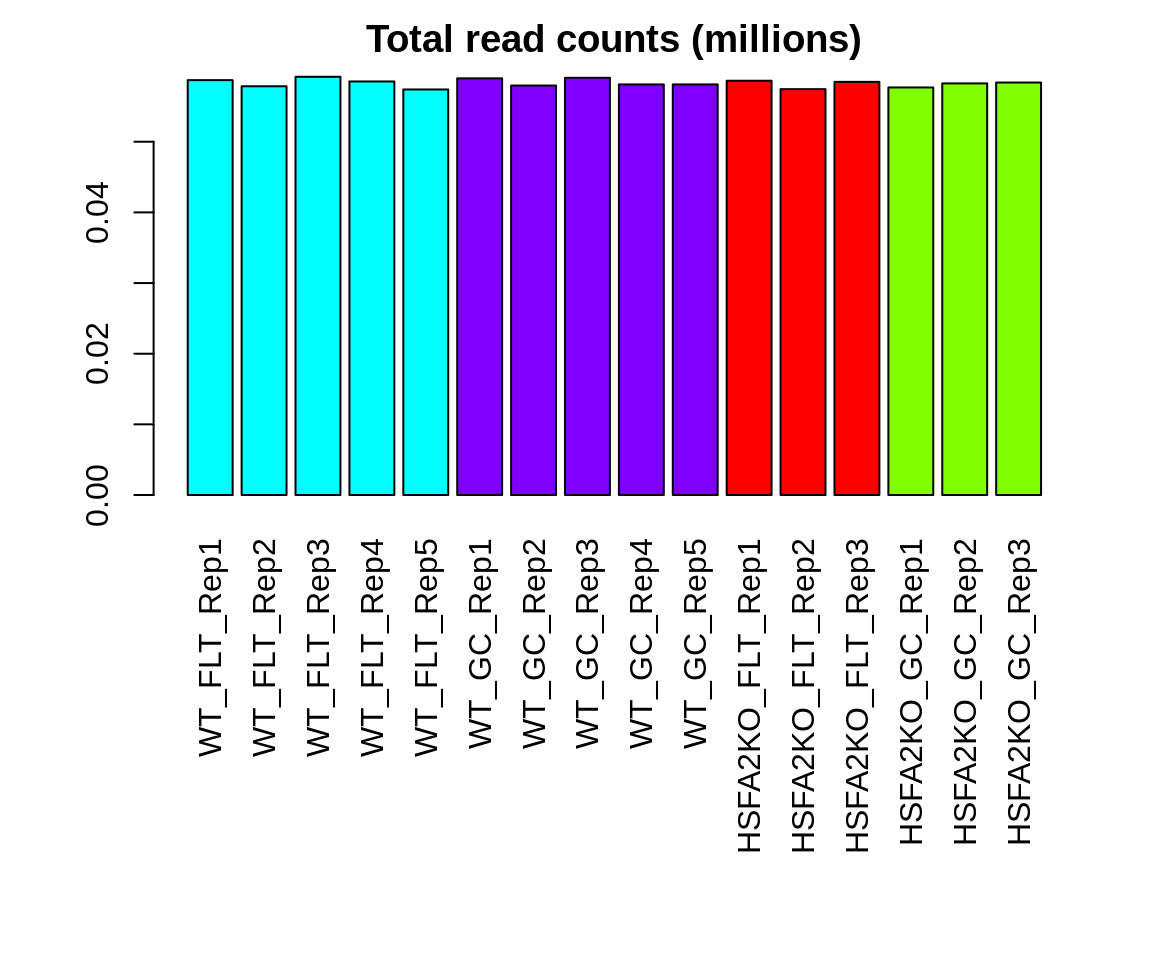 Total read counts (millions)
0.04
0.02
0.00
WT_FLT_Rep1
WT_FLT_Rep2
WT_FLT_Rep3
WT_FLT_Rep4
WT_FLT_Rep5
WT_GC_Rep1
WT_GC_Rep2
WT_GC_Rep3
WT_GC_Rep4
WT_GC_Rep5
HSFA2KO_FLT_Rep1
HSFA2KO_FLT_Rep2
HSFA2KO_FLT_Rep3
HSFA2KO_GC_Rep1
HSFA2KO_GC_Rep2
HSFA2KO_GC_Rep3